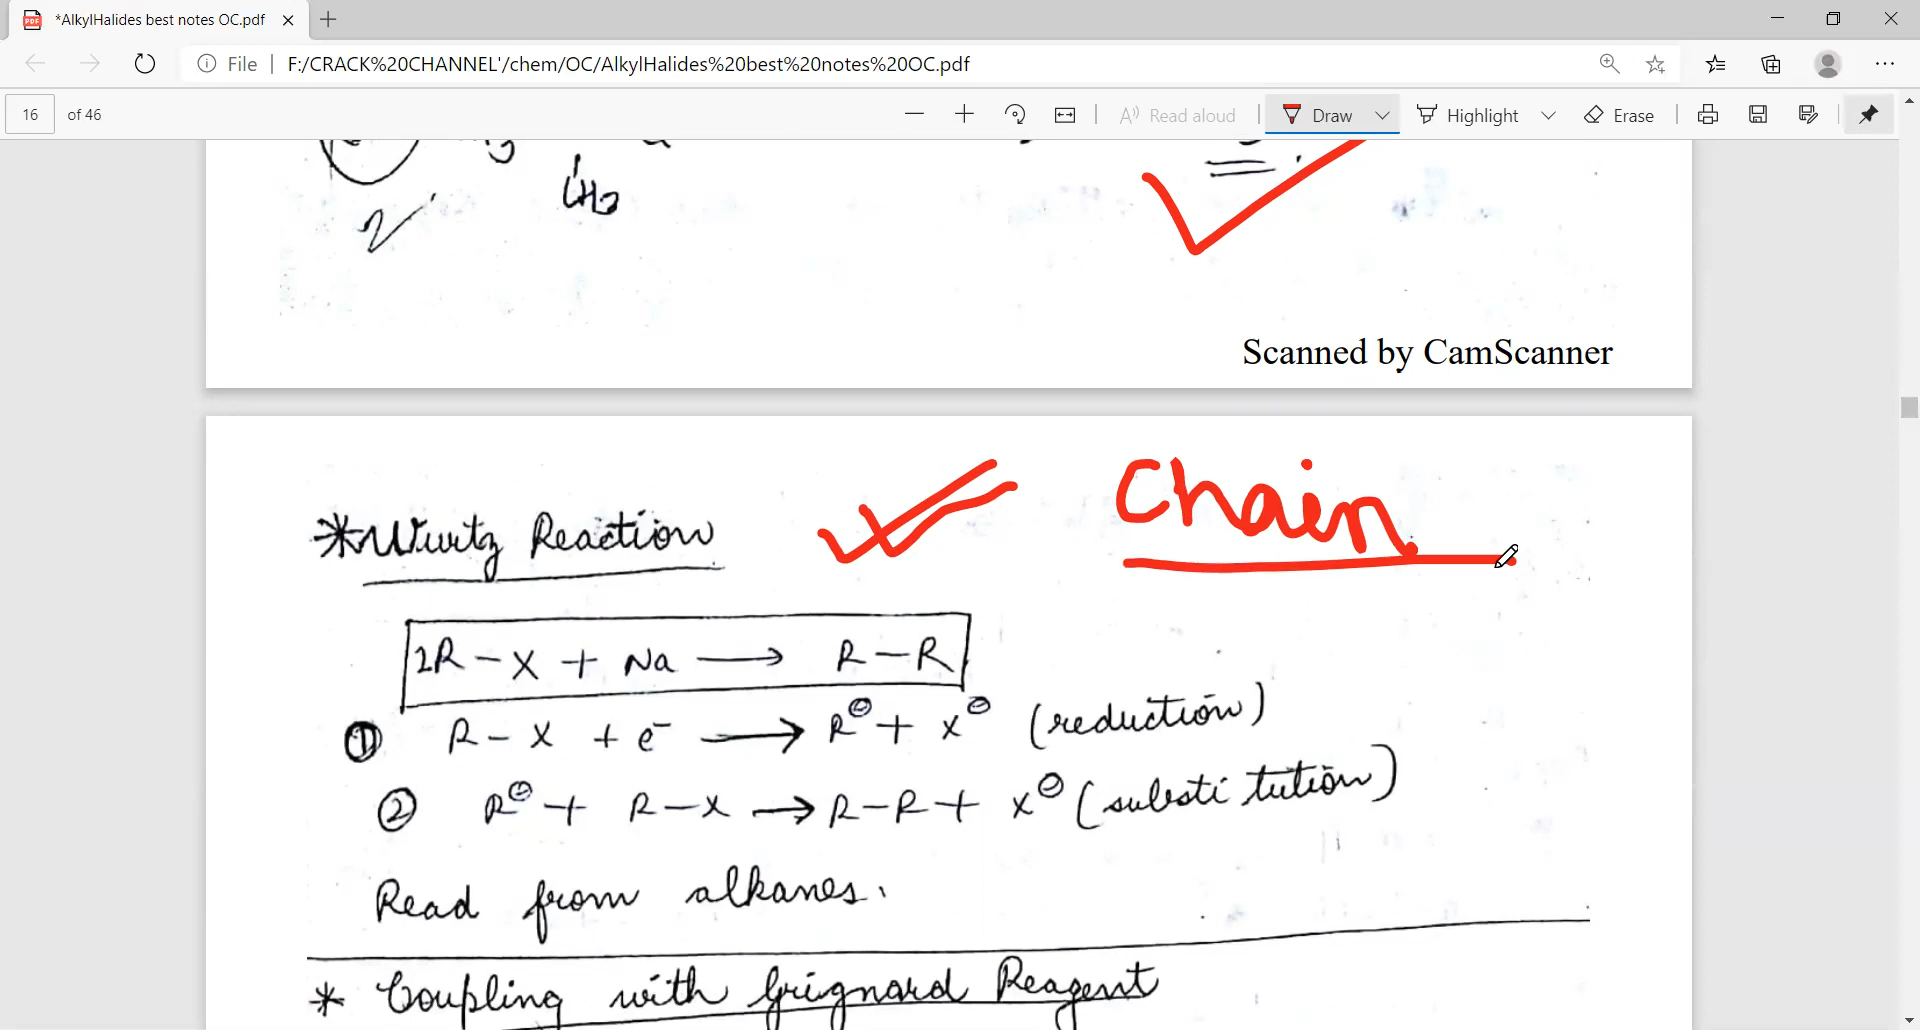 *AlkylHalides best notes OC.pdf
File | F:/CRACK%20CHANNEL'/chem/OC/AlkylHalides%20best%20notes%20OC.pdf
16 of 46 Read aloud Draw Highlight Erase
CH3
2°
Scanned by CamScanner
Chain
* Wurtz Reaction
2R-X + Na ⟶ R-R
① R-X + e⁻ ⟶ R⊖ + X⊖ (reduction)
② R⊖ + R-X ⟶ R-R + X⊖ (substitution)
Read from alkanes.
* Coupling with Grignard Reagent